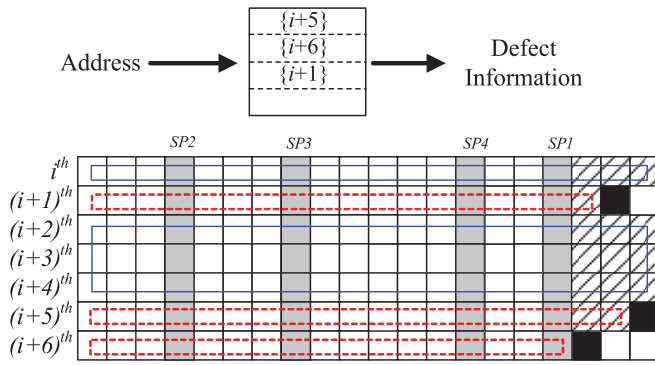 {i+5}
{i+6}
{i+1}
Address
Defect
Information
SP2 SP3 SP4 SP1
i^th
(i+1)^th
(i+2)^th
(i+3)^th
(i+4)^th
(i+5)^th
(i+6)^th